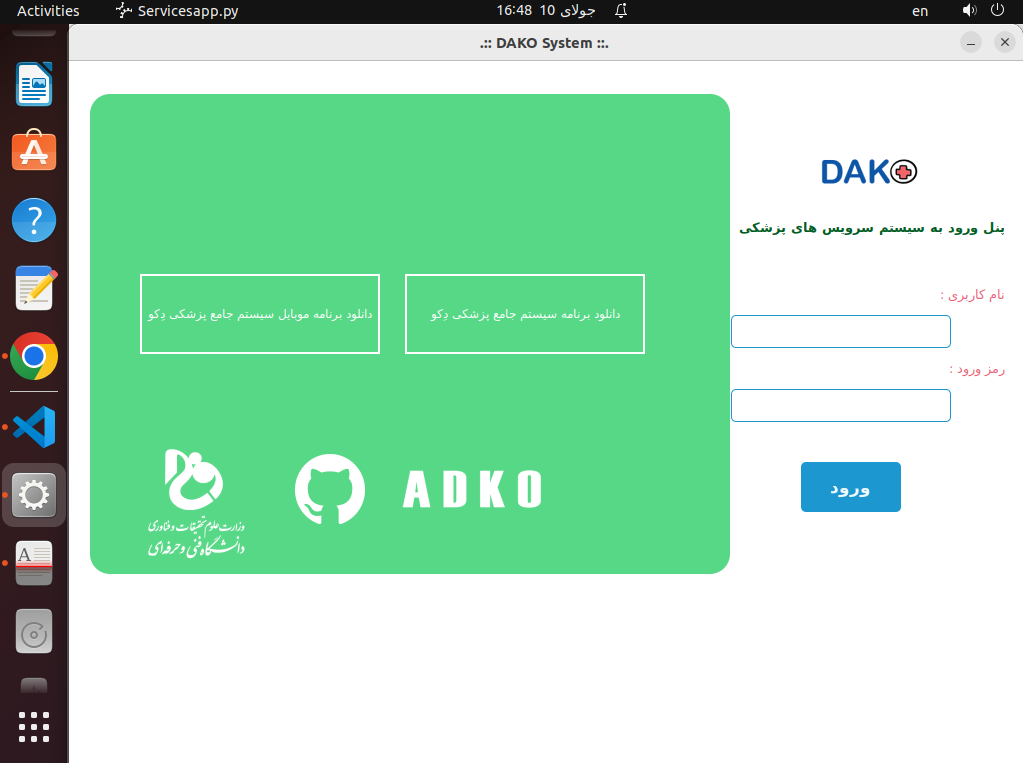 Activities
Servicesapp.py
16:48 10 جولای
en
.:: DAKO System ::.
DAKO
پنل ورود به سیستم سرویس های پزشکی
نام کاربری :
رمز ورود :
ورود
دانلود برنامه سیستم جامع پزشکی دِکو
دانلود برنامه موبایل سیستم جامع پزشکی دِکو
ADKO
وزارت علوم تحقیقات و فناوری
دانشگاه فنی و حرفه‌ای